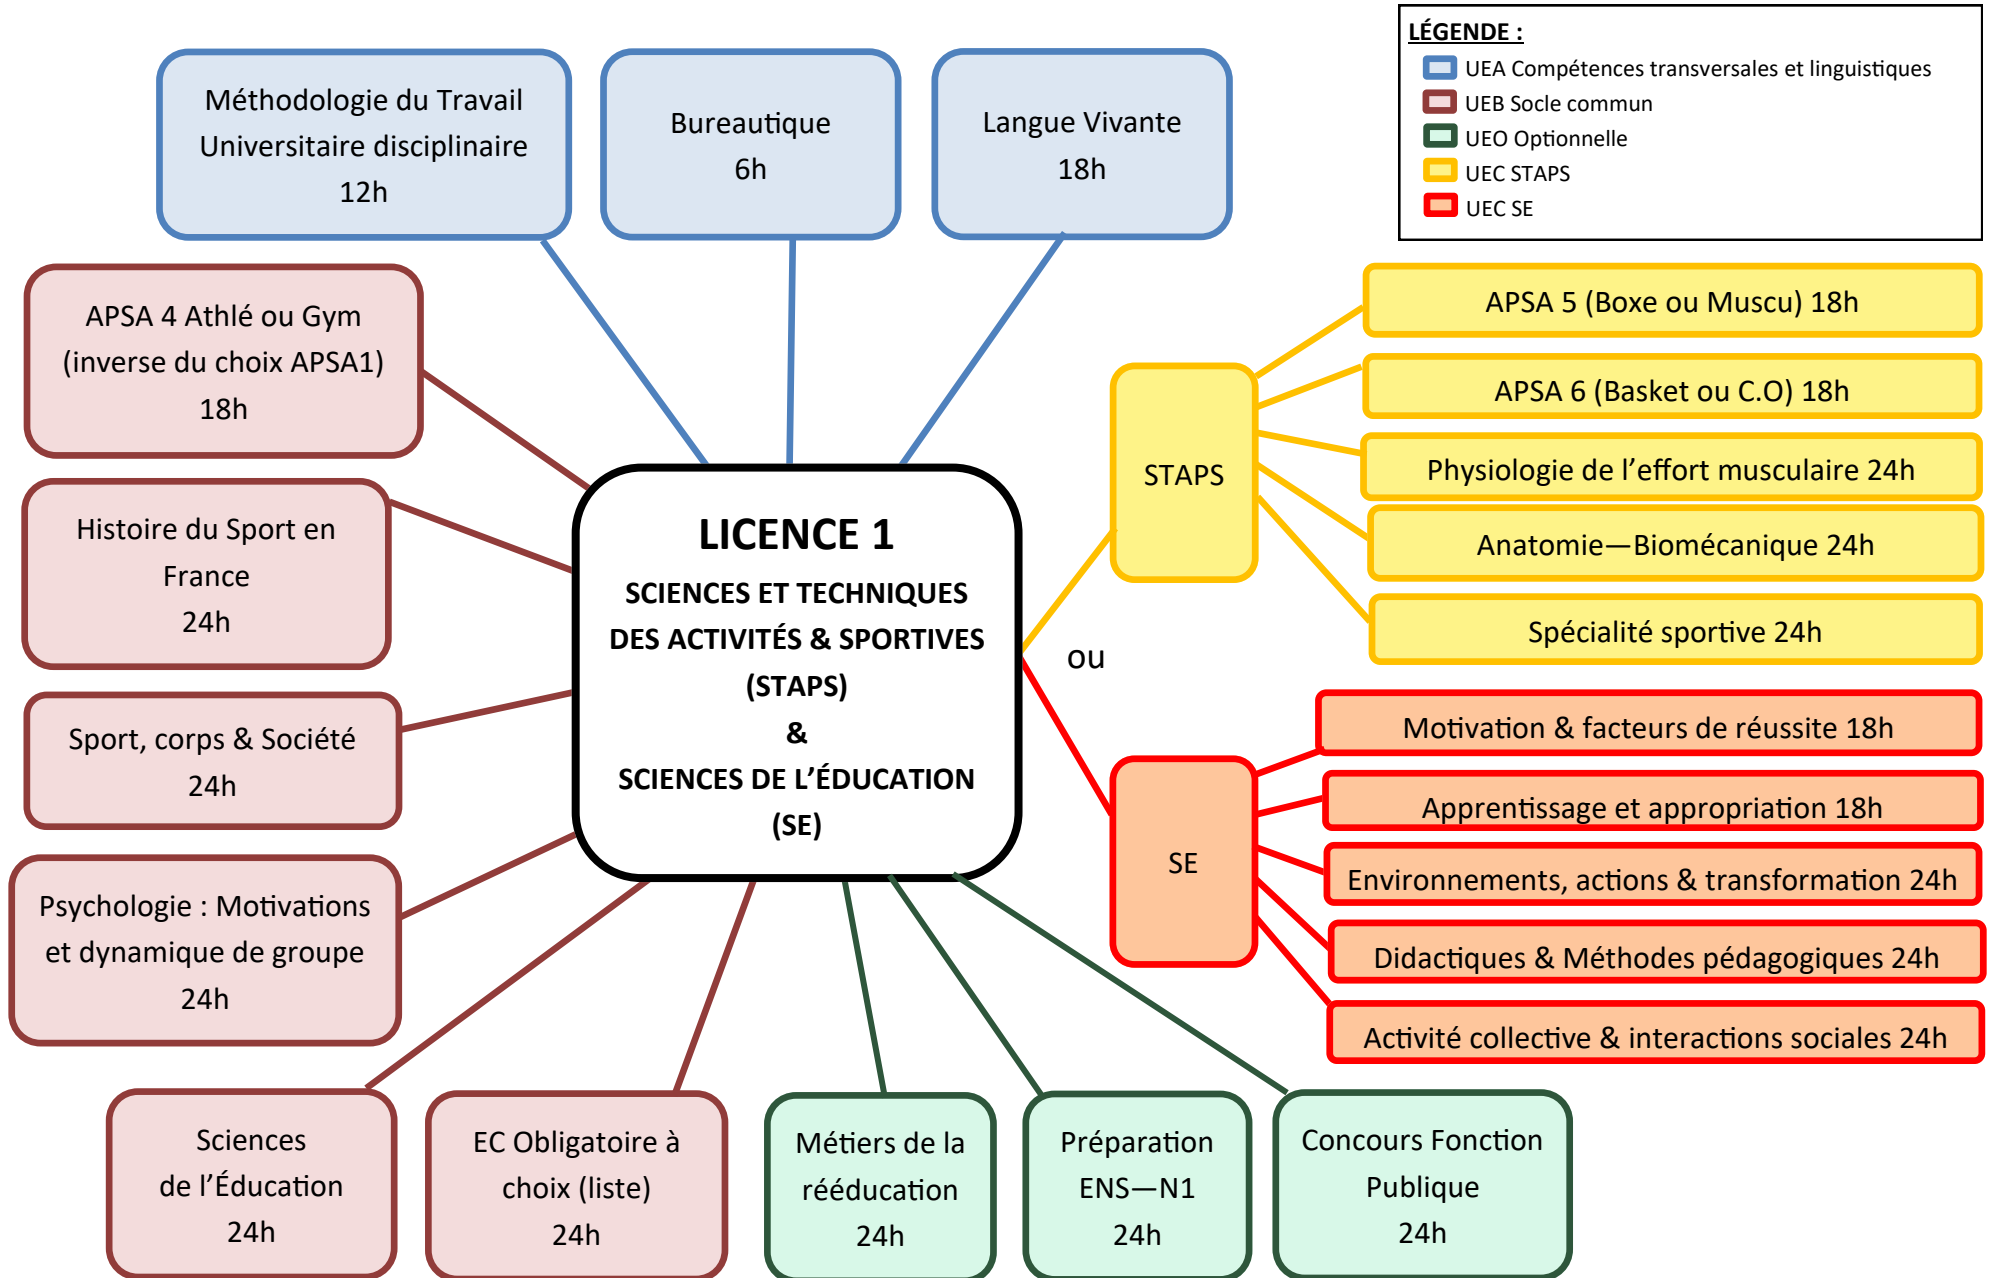 LÉGENDE :
UEA Compétences transversales et linguistiques
UEB Socle commun
UEO Optionnelle
UEC STAPS
UEC SE
Méthodologie du Travail
Universitaire disciplinaire
12h
Bureautique
6h
Langue Vivante
18h
APSA 4 Athlé ou Gym
(inverse du choix APSA1)
18h
Histoire du Sport en
France
24h
Sport, corps & Société
24h
Psychologie : Motivations
et dynamique de groupe
24h
LICENCE 1
SCIENCES ET TECHNIQUES
DES ACTIVITÉS & SPORTIVES
(STAPS)
&
SCIENCES DE L'ÉDUCATION
(SE)
ou
STAPS
APSA 5 (Boxe ou Muscu) 18h
APSA 6 (Basket ou C.O) 18h
Physiologie de l'effort musculaire 24h
Anatomie—Biomécanique 24h
Spécialité sportive 24h
SE
Motivation & facteurs de réussite 18h
Apprentissage et appropriation 18h
Environnements, actions & transformation 24h
Didactiques & Méthodes pédagogiques 24h
Activité collective & interactions sociales 24h
Sciences
de l'Éducation
24h
EC Obligatoire à
choix (liste)
24h
Métiers de la
rééducation
24h
Préparation
ENS—N1
24h
Concours Fonction
Publique
24h